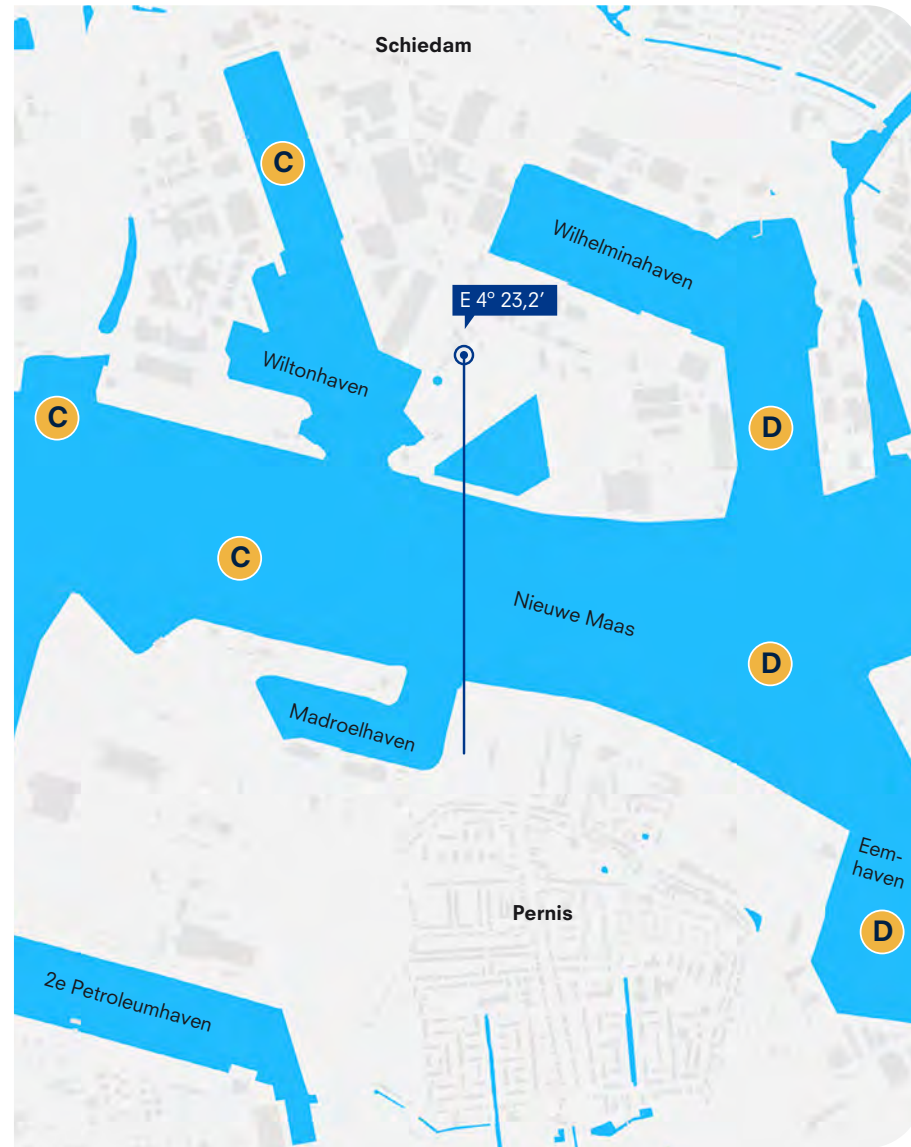 Schiedam
C
Wilhelminahaven
E 4° 23,2′
Wiltonhaven
C
D
C
Nieuwe Maas
D
Madroelhaven
Eem-
haven
Pernis
D
2e Petroleumhaven